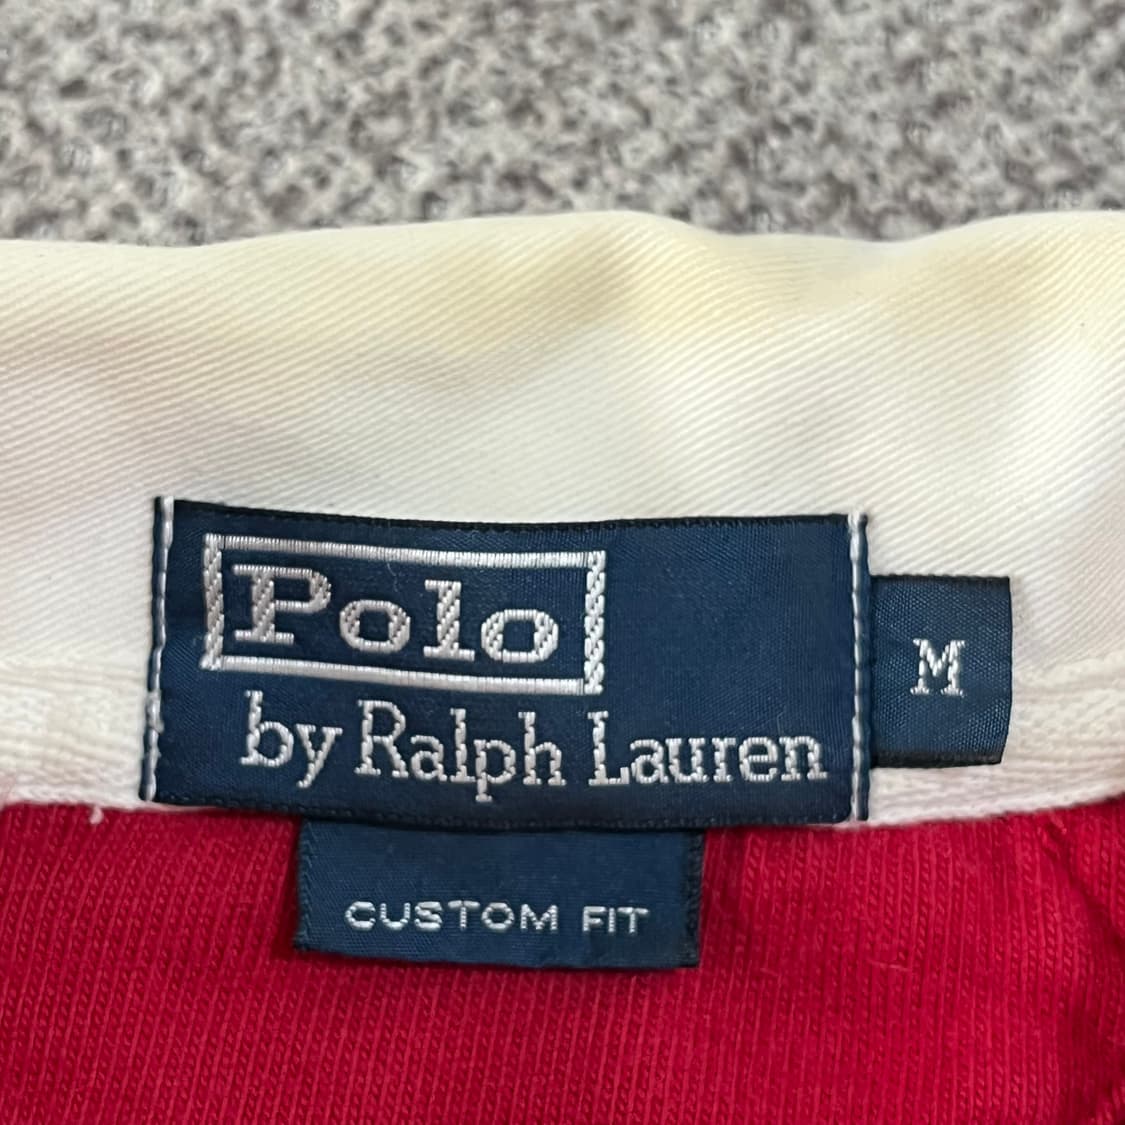 Polo
by Ralph Lauren
M
CUSTOM FIT